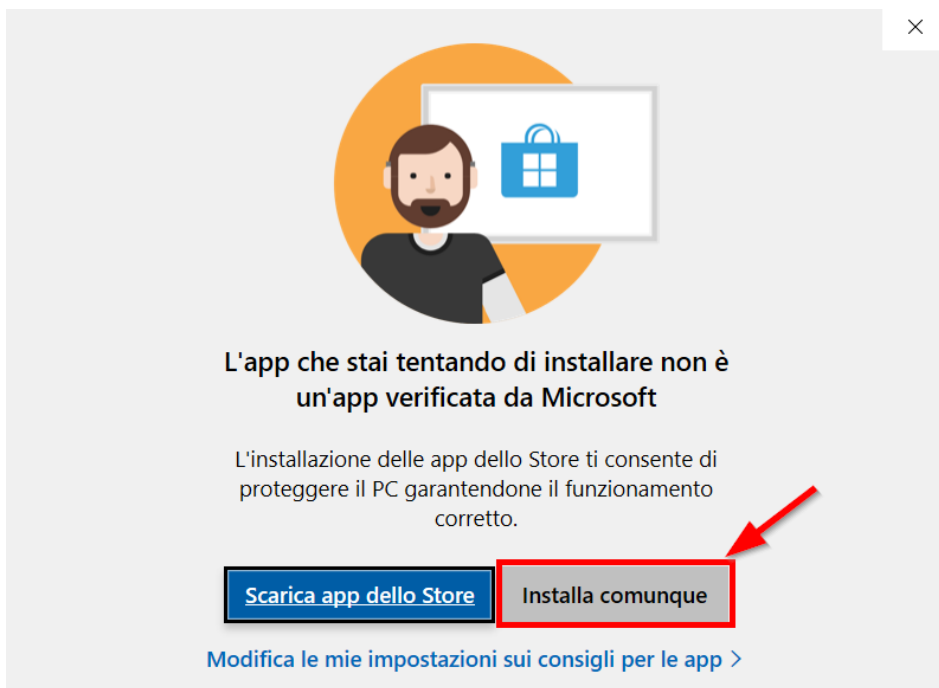 L'app che stai tentando di installare non è
un'app verificata da Microsoft
L'installazione delle app dello Store ti consente di
proteggere il PC garantendone il funzionamento
corretto.
Scarica app dello Store
Installa comunque
Modifica le mie impostazioni sui consigli per le app >